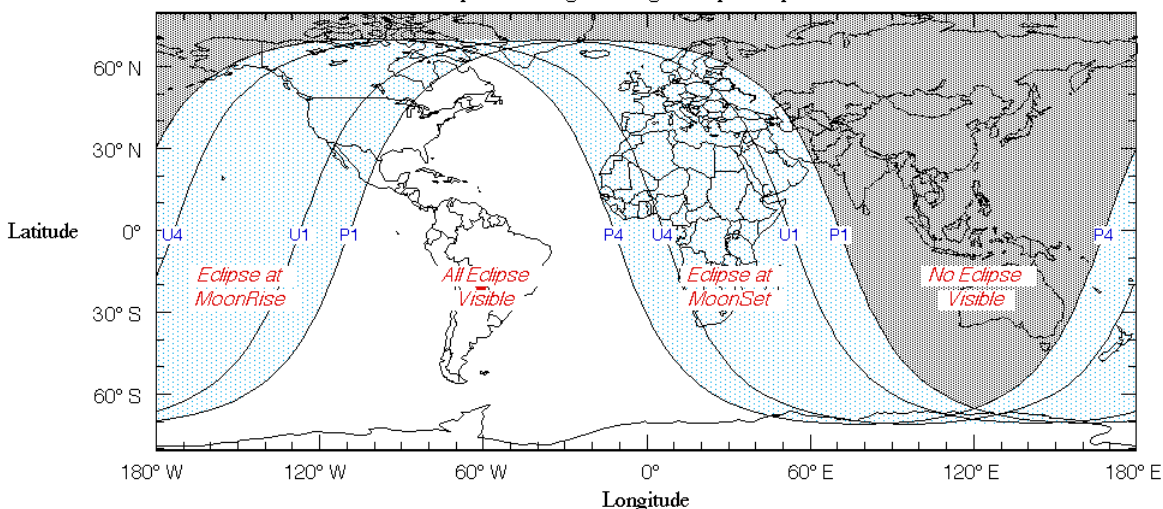 60° N
30° N
Latitude
0°
U4
U1
P1
P4
U4
U1
P1
P4
Eclipse at
MoonRise
All Eclipse
Visible
Eclipse at
MoonSet
No Eclipse
Visible
30° S
60° S
180° W
120° W
60° W
0°
60° E
120° E
180° E
Longitude